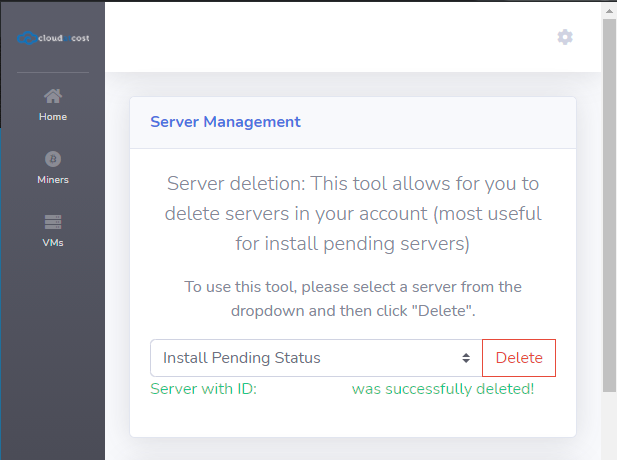 cloudatcost
Home
Miners
VMs
Server Management
Server deletion: This tool allows for you to
delete servers in your account (most useful
for install pending servers)
To use this tool, please select a server from the
dropdown and then click "Delete".
Install Pending Status
Delete
Server with ID: was successfully deleted!